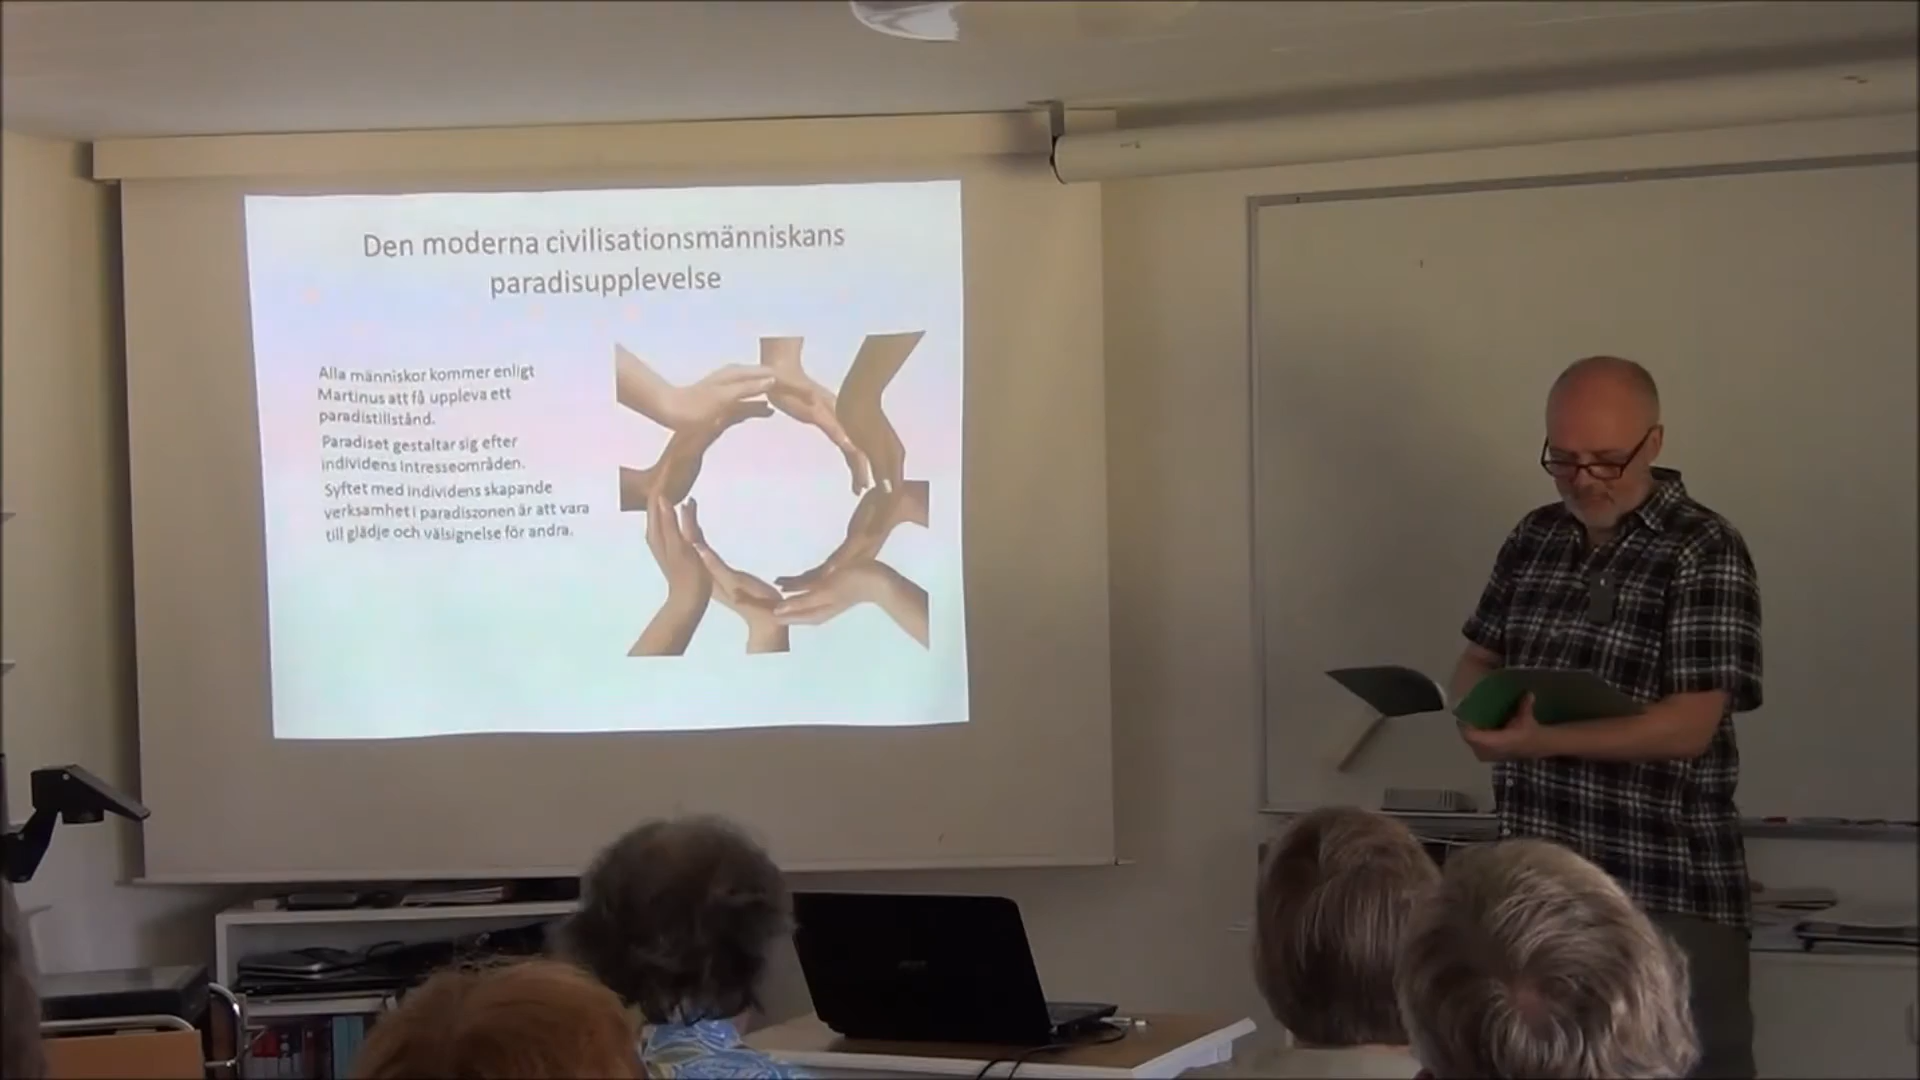 Den moderna civilisationsmänniskans
paradisupplevelse
Alla människor kommer enligt
Martinus att få uppleva ett
paradistillstånd.
Paradiset gestaltar sig efter
individens intresseområden.
Syftet med individens skapande
verksamhet i paradiszonen är att vara
till glädje och välsignelse för andra.